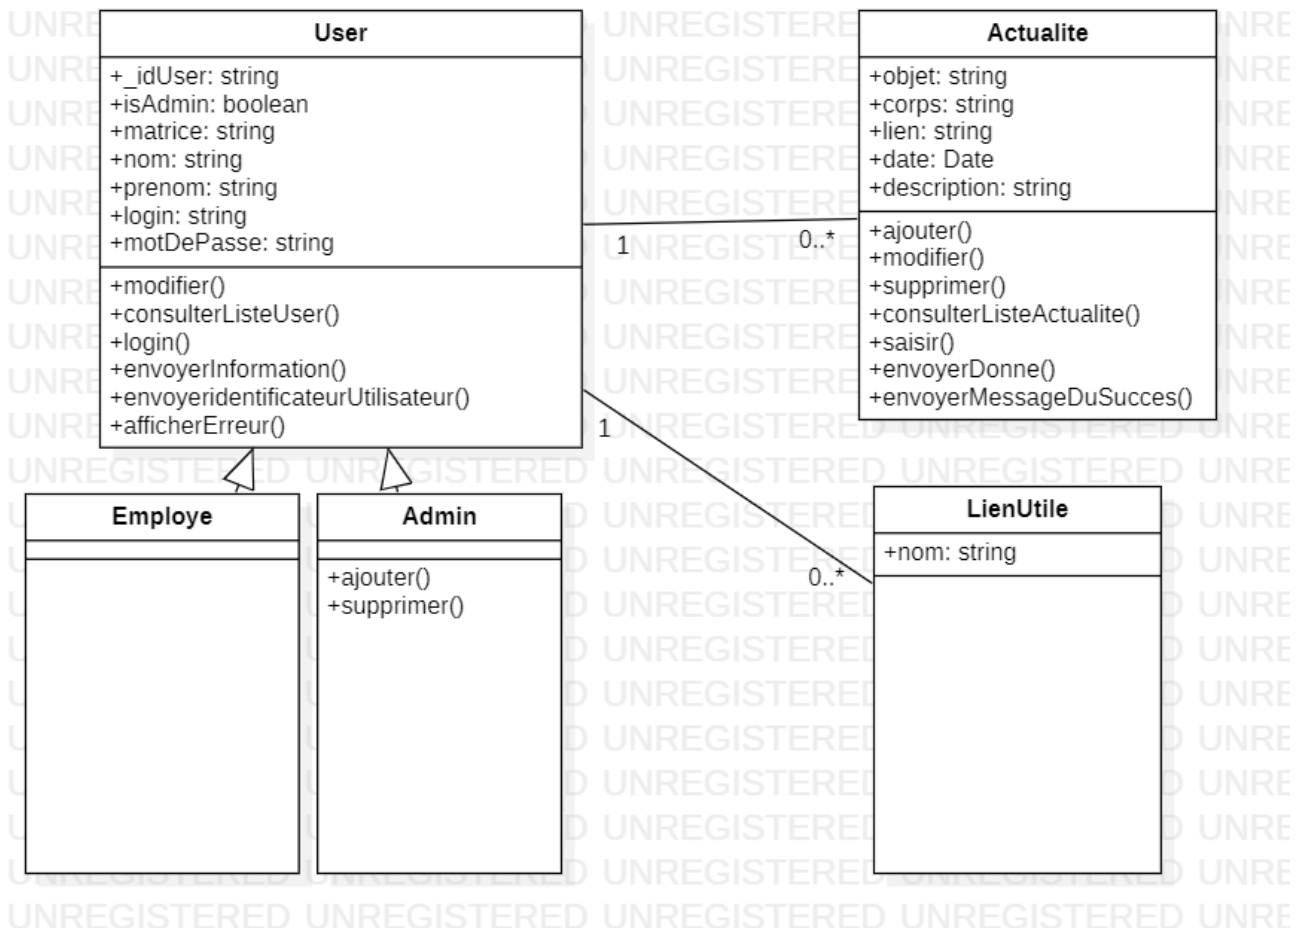 User
+_idUser: string
+isAdmin: boolean
+matrice: string
+nom: string
+prenom: string
+login: string
+motDePasse: string
+modifier()
+consulterListeUser()
+login()
+envoyerInformation()
+envoyeridentificateurUtilisateur()
+afficherErreur()
1
0..*
1
0..*
Actualite
+objet: string
+corps: string
+lien: string
+date: Date
+description: string
+ajouter()
+modifier()
+supprimer()
+consulterListeActualite()
+saisir()
+envoyerDonne()
+envoyerMessageDuSucces()
Employe
Admin
+ajouter()
+supprimer()
LienUtile
+nom: string
UNREGISTERED UNREGISTERED UNREGISTERED UNREGISTERED